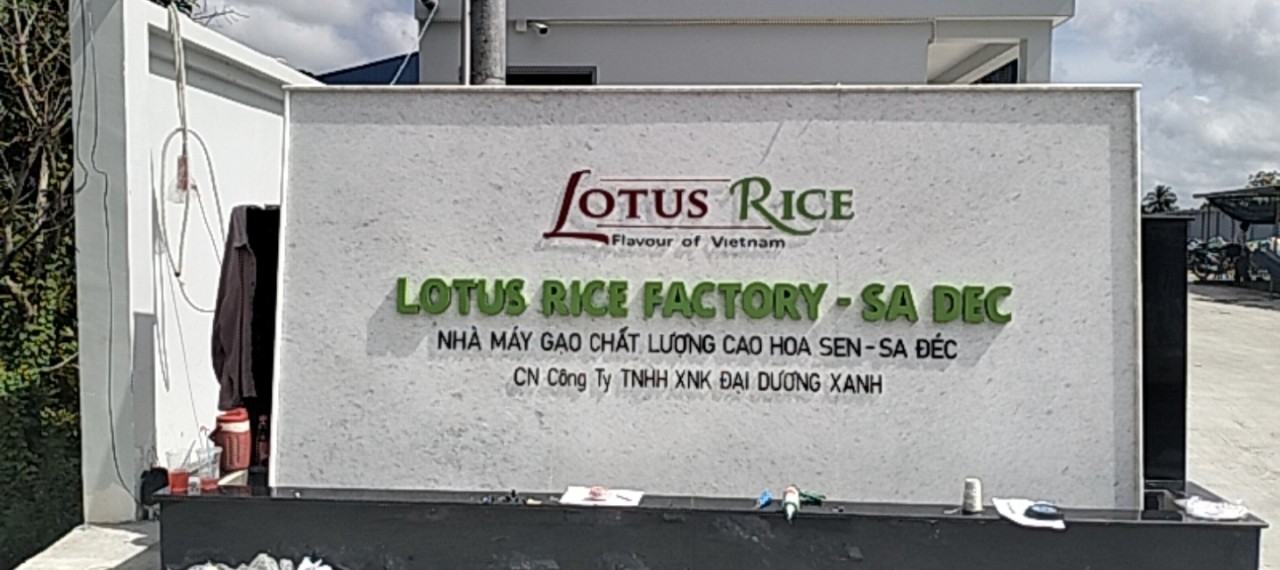 LOTUS RICE
Flavour of Vietnam
LOTUS RICE FACTORY - SA DEC
NHÀ MÁY GẠO CHẤT LƯỢNG CAO HOA SEN - SA ĐÉC
CN Công Ty TNHH XNK ĐẠI DƯƠNG XANH